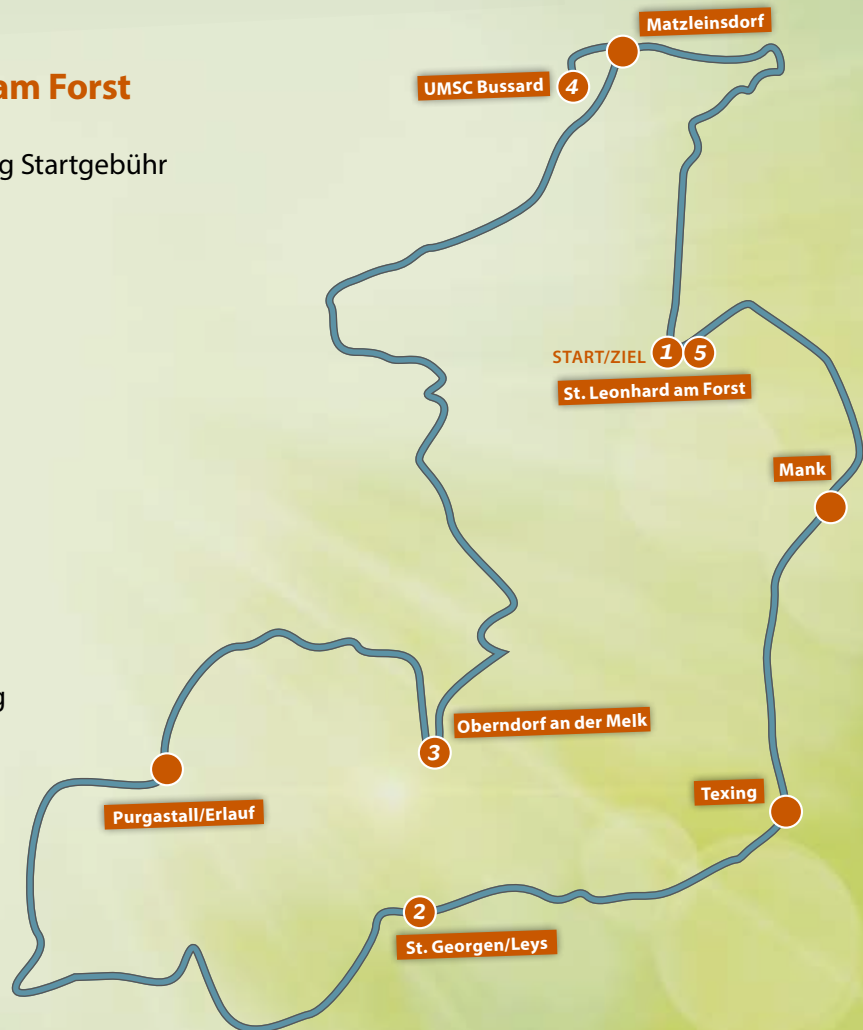 am Forst
g Startgebühr
g
Matzleinsdorf
UMSC Bussard
4
START/ZIEL 1 5
St. Leonhard am Forst
Mank
Oberndorf an der Melk
3
Texing
Purgastall/Erlauf
2
St. Georgen/Leys